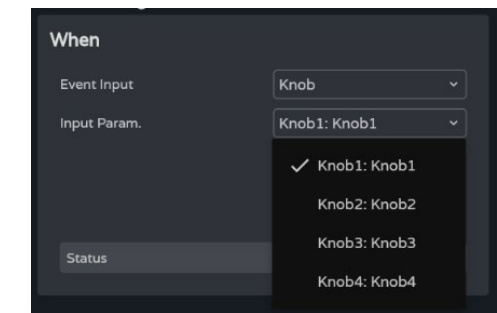 When
Event Input Knob
Input Param. Knob1: Knob1
Knob1: Knob1
Knob2: Knob2
Knob3: Knob3
Status
Knob4: Knob4